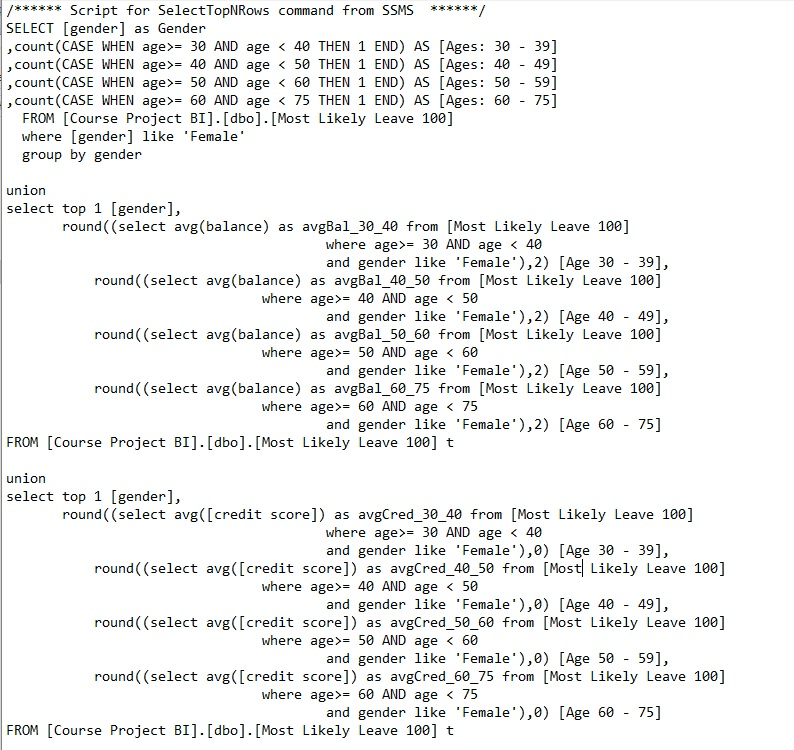 /****** Script for SelectTopNRows command from SSMS  ******/
SELECT [gender] as Gender
,count(CASE WHEN age>= 30 AND age < 40 THEN 1 END) AS [Ages: 30 - 39]
,count(CASE WHEN age>= 40 AND age < 50 THEN 1 END) AS [Ages: 40 - 49]
,count(CASE WHEN age>= 50 AND age < 60 THEN 1 END) AS [Ages: 50 - 59]
,count(CASE WHEN age>= 60 AND age < 75 THEN 1 END) AS [Ages: 60 - 75]
  FROM [Course Project BI].[dbo].[Most Likely Leave 100]
  where [gender] like 'Female'
  group by gender

union
select top 1 [gender],
       round((select avg(balance) as avgBal_30_40 from [Most Likely Leave 100]
                                        where age>= 30 AND age < 40
                                        and gender like 'Female'),2) [Age 30 - 39],
           round((select avg(balance) as avgBal_40_50 from [Most Likely Leave 100]
                                where age>= 40 AND age < 50
                                        and gender like 'Female'),2) [Age 40 - 49],
           round((select avg(balance) as avgBal_50_60 from [Most Likely Leave 100]
                                where age>= 50 AND age < 60
                                        and gender like 'Female'),2) [Age 50 - 59],
           round((select avg(balance) as avgBal_60_75 from [Most Likely Leave 100]
                                where age>= 60 AND age < 75
                                        and gender like 'Female'),2) [Age 60 - 75]
FROM [Course Project BI].[dbo].[Most Likely Leave 100] t

union
select top 1 [gender],
       round((select avg([credit score]) as avgCred_30_40 from [Most Likely Leave 100]
                                        where age>= 30 AND age < 40
                                        and gender like 'Female'),0) [Age 30 - 39],
           round((select avg([credit score]) as avgCred_40_50 from [Most Likely Leave 100]
                                where age>= 40 AND age < 50
                                        and gender like 'Female'),0) [Age 40 - 49],
           round((select avg([credit score]) as avgCred_50_60 from [Most Likely Leave 100]
                                where age>= 50 AND age < 60
                                        and gender like 'Female'),0) [Age 50 - 59],
           round((select avg([credit score]) as avgCred_60_75 from [Most Likely Leave 100]
                                where age>= 60 AND age < 75
                                        and gender like 'Female'),0) [Age 60 - 75]
FROM [Course Project BI].[dbo].[Most Likely Leave 100] t